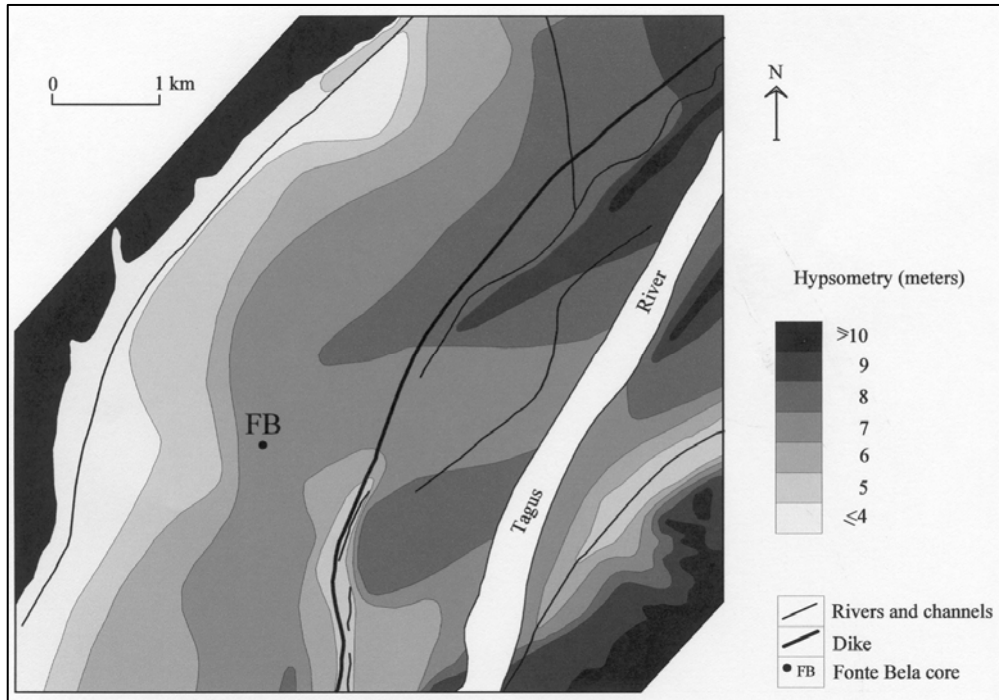 0 1 km
N
Hypsometry (meters)
⩾10
9
8
7
6
5
⩽4
River
FB
Tagus
Rivers and channels
Dike
FB Fonte Bela core